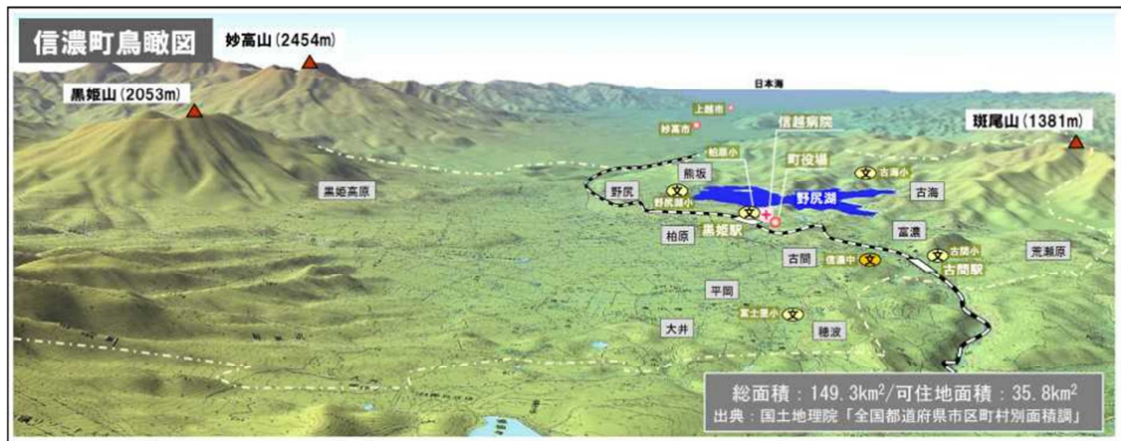 信濃町鳥瞰図
妙高山(2454m)
黒姫山(2053m)
日本海
上越市
妙高市
信越病院
町役場
斑尾山(1381m)
柏原小
古海小
熊坂
文
文
黒姫高原
野尻
野尻湖小
野尻湖
古海
文
黒姫駅
柏原
富濃
古間
信濃中
文
文
古間小
古間駅
荒瀬原
平岡
富士里小
文
大井
穂波
総面積：149.3km²/可住地面積：35.8km²
出典：国土地理院「全国都道府県市区町村別面積調」